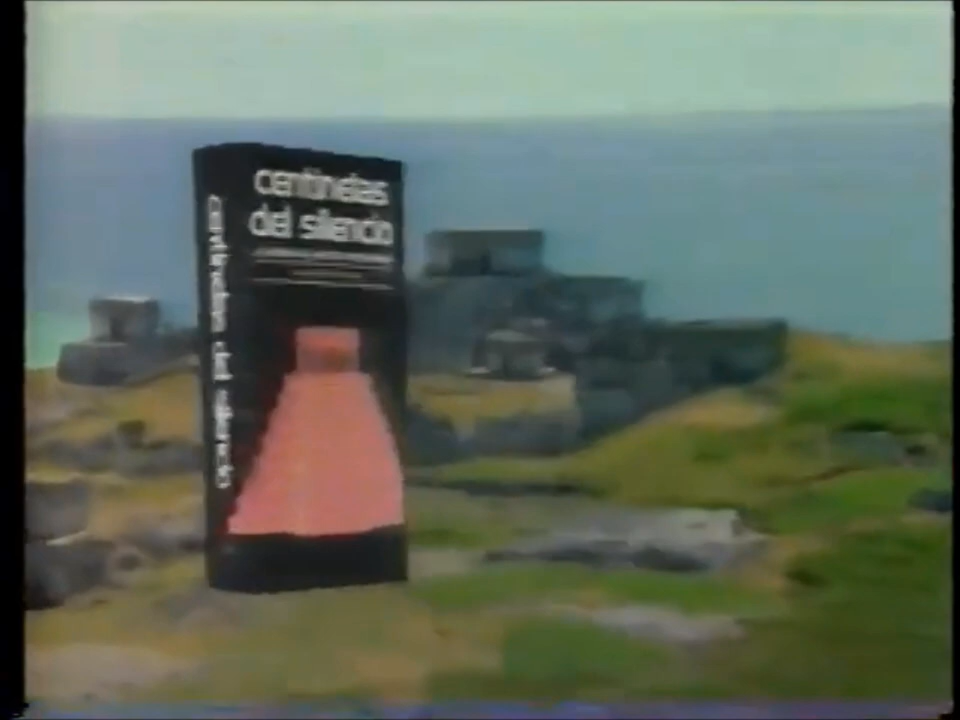 centinelas
del silencio
centinelas del silencio